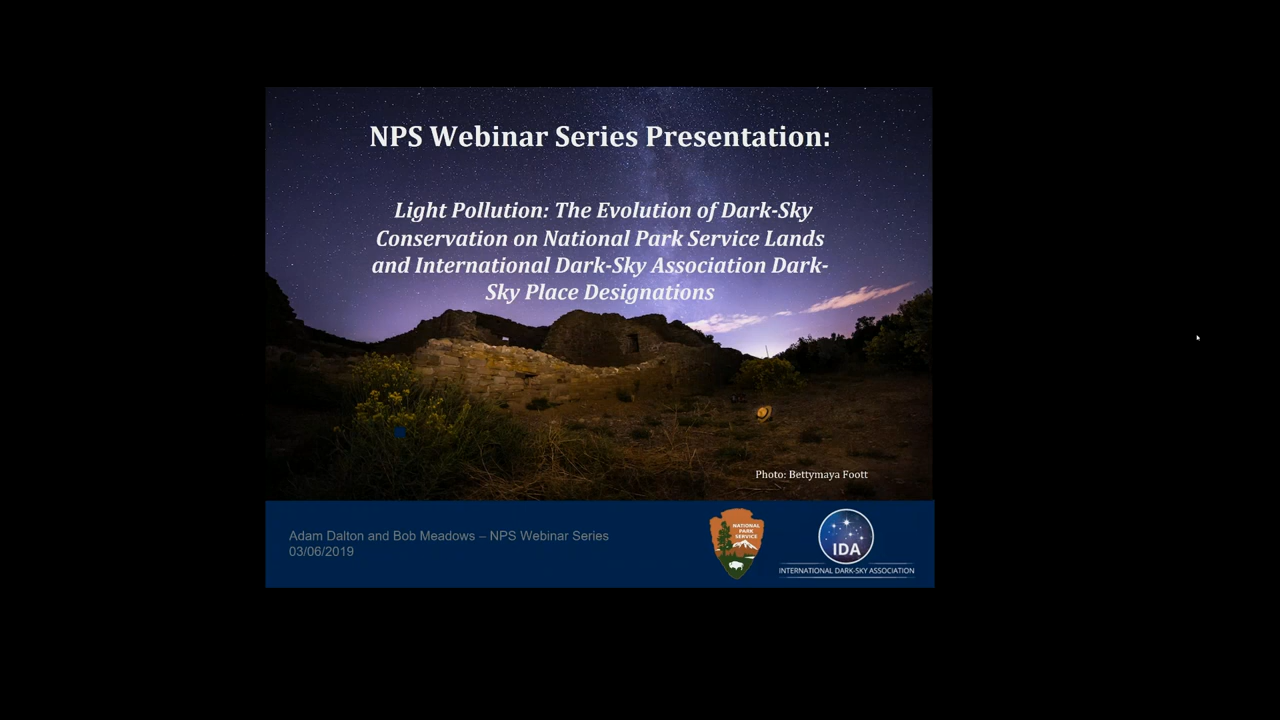 NPS Webinar Series Presentation:
Light Pollution: The Evolution of Dark-Sky
Conservation on National Park Service Lands
and International Dark-Sky Association Dark-
Sky Place Designations
Photo: Bettymaya Foott
Adam Dalton and Bob Meadows – NPS Webinar Series
03/06/2019
NATIONAL
PARK
SERVICE
IDA
INTERNATIONAL DARK-SKY ASSOCIATION